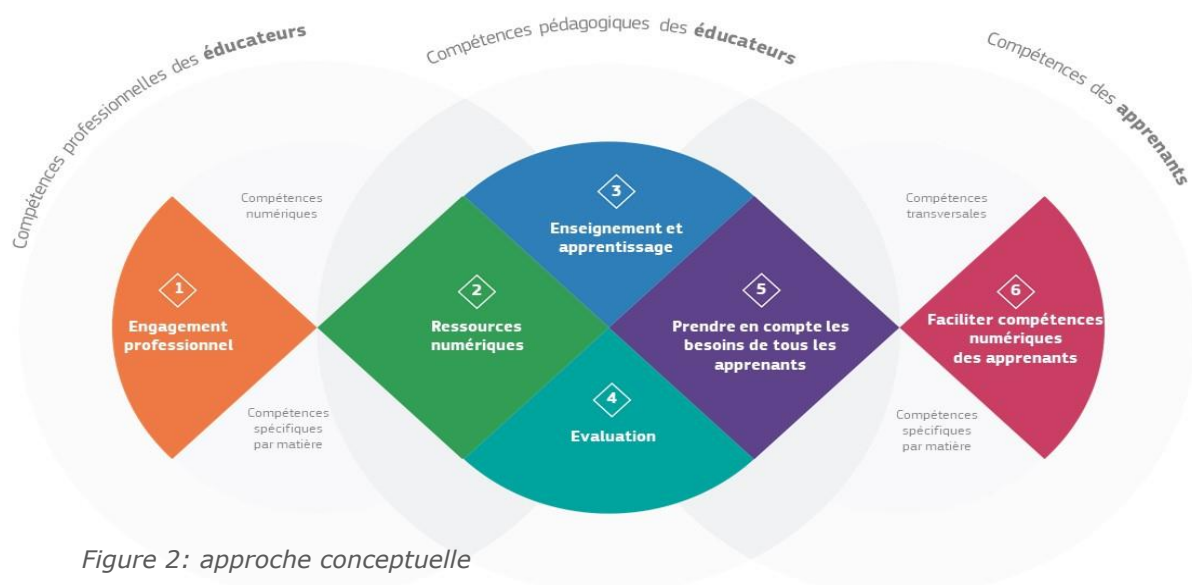 Compétences professionnelles des éducateurs
Compétences pédagogiques des éducateurs
Compétences des apprenants
Compétences
numériques
1
Engagement
professionnel
Compétences
spécifiques
par matière
2
Ressources
numériques
3
Enseignement et
apprentissage
4
Evaluation
5
Prendre en compte les
besoins de tous les
apprenants
Compétences
transversales
6
Faciliter compétences
numériques
des apprenants
Compétences
spécifiques
par matière
Figure 2: approche conceptuelle